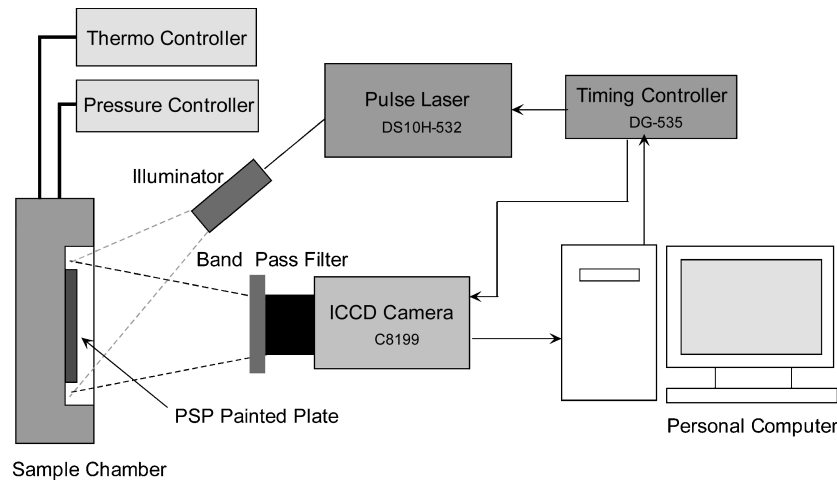 Thermo Controller
Pressure Controller
Pulse Laser
DS10H-532
Timing Controller
DG-535
Illuminator
Band Pass Filter
ICCD Camera
C8199
PSP Painted Plate
Personal Computer
Sample Chamber